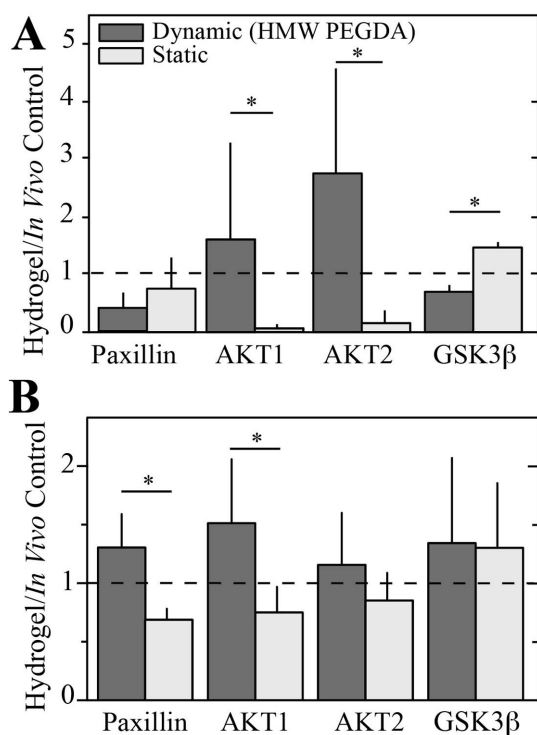 A
Hydrogel/In Vivo Control
5
4
3
2
1
0
Dynamic (HMW PEGDA)
Static
*
*
*
Paxillin AKT1 AKT2 GSK3β
B
Hydrogel/In Vivo Control
2
1
0
*
*
Paxillin AKT1 AKT2 GSK3β